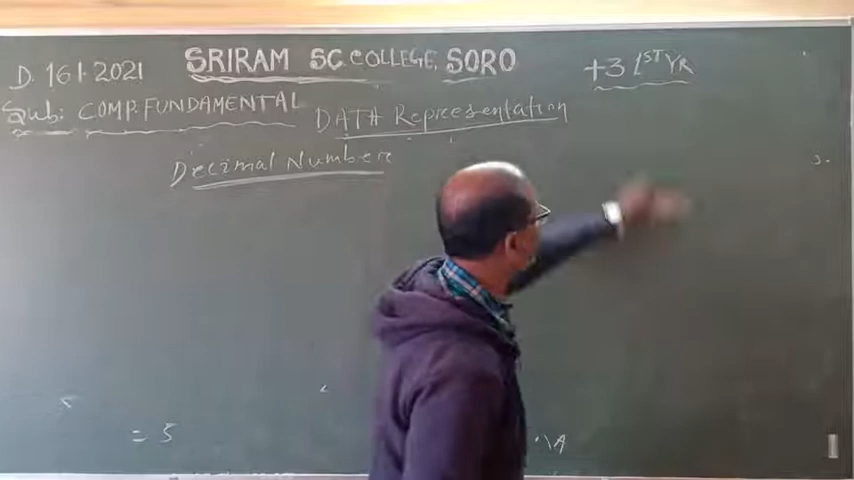 D. 16.1.2021 SRIRAM SC COLLEGE, SORO +3 1ST YR
Sub: COMP. FUNDAMENTAL DATA Representation
Decimal Number
= 5